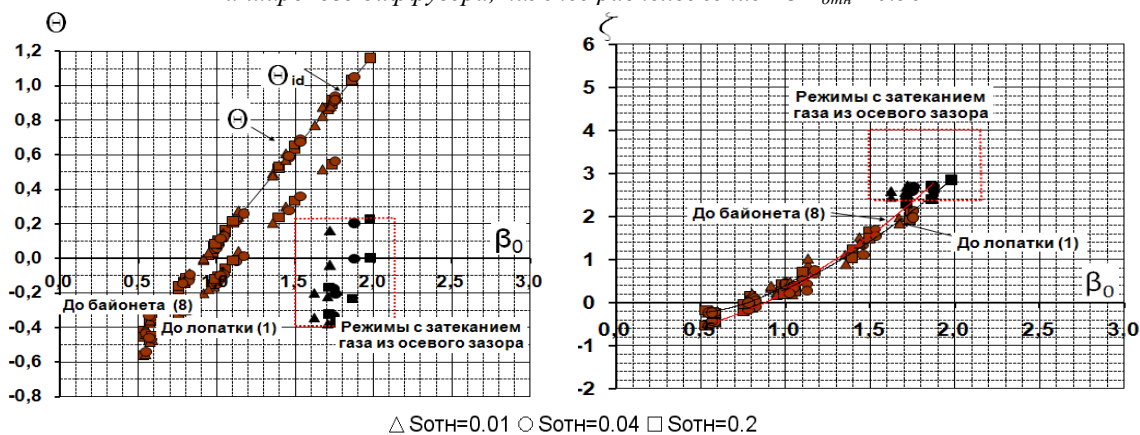 Θ
1,2
1,0
0,8
0,6
0,4
0,2
0,0
-0,2
-0,4
-0,6
-0,8
Θ id
Θ
β0
0,0 0,5 1,0 1,5 2,0 2,5 3,0
До байонета (8)
До лопатки (1)
Режимы с затеканием
газа из осевого зазора
ζ
6
5
4
3
2
1
0
-1
-2
Режимы с затеканием
газа из осевого зазора
До байонета (8)
До лопатки (1)
β0
0,0 0,5 1,0 1,5 2,0 2,5 3,0
△ Sотн=0.01 ○ Sотн=0.04 □ Sотн=0.2